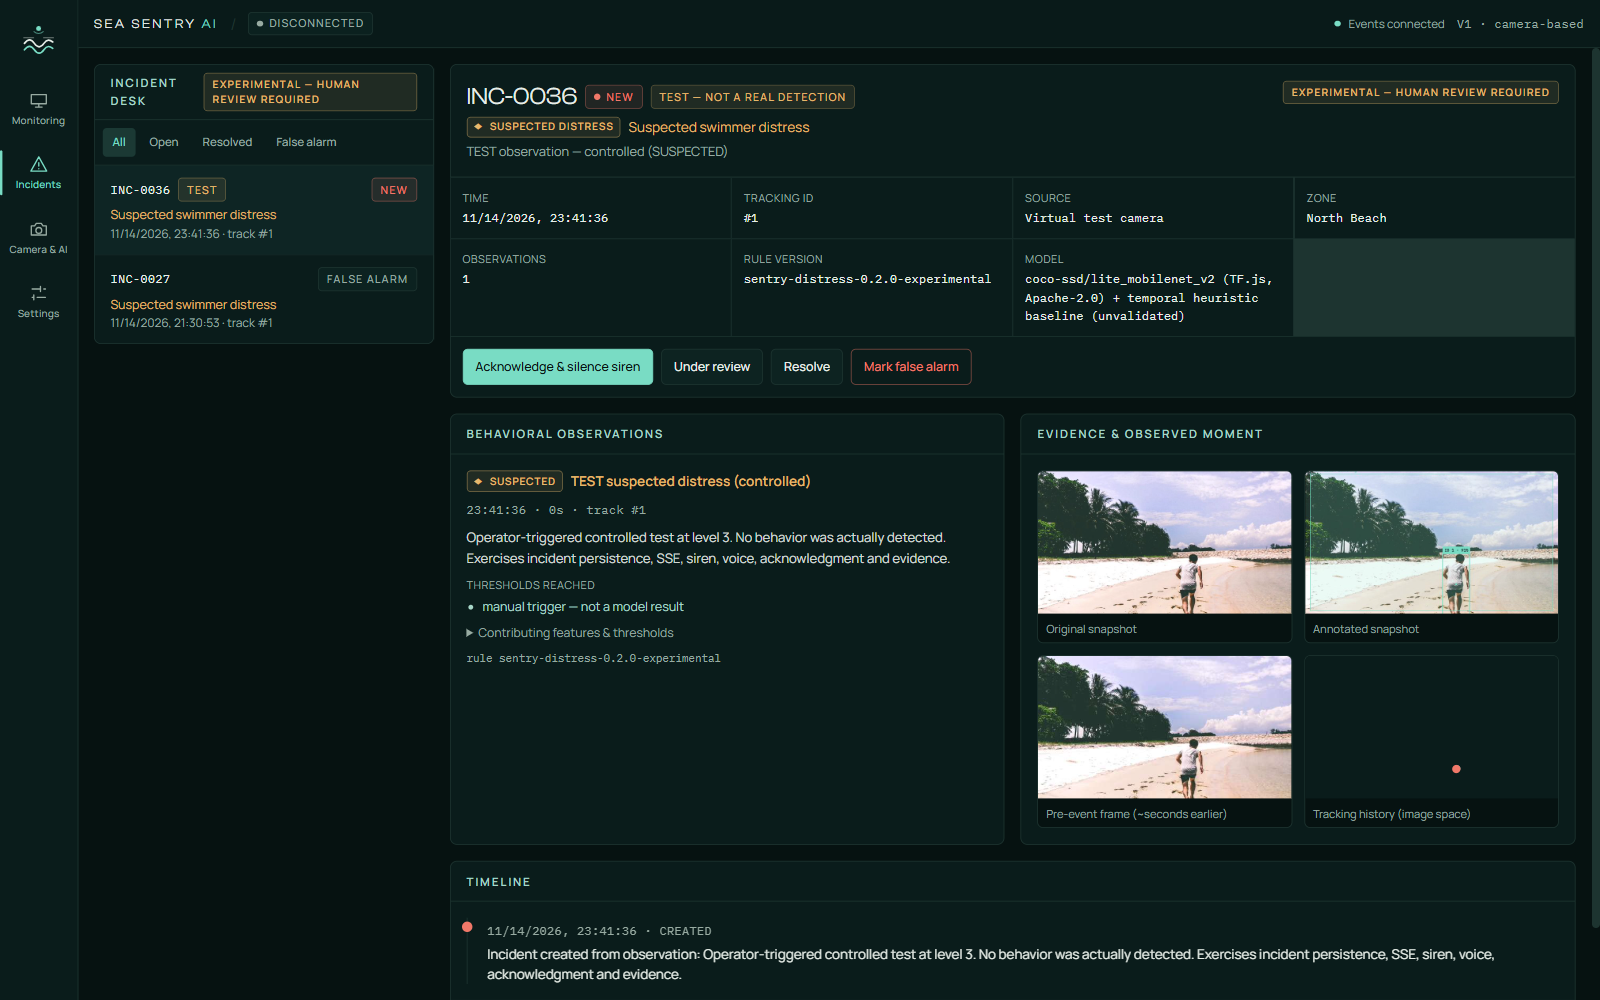 SEA SENTRY AI / DISCONNECTED
Events connected V1 · camera-based
Monitoring
Incidents
Camera & AI
Settings
INCIDENT DESK
EXPERIMENTAL — HUMAN
REVIEW REQUIRED
All Open Resolved False alarm
INC-0036 TEST NEW
Suspected swimmer distress
11/14/2026, 23:41:36 · track #1
INC-0027 FALSE ALARM
Suspected swimmer distress
11/14/2026, 21:30:53 · track #1
INC-0036 NEW TEST — NOT A REAL DETECTION
EXPERIMENTAL — HUMAN REVIEW REQUIRED
SUSPECTED DISTRESS Suspected swimmer distress
TEST observation — controlled (SUSPECTED)
TIME
11/14/2026, 23:41:36
TRACKING ID
#1
SOURCE
Virtual test camera
ZONE
North Beach
OBSERVATIONS
1
RULE VERSION
sentry-distress-0.2.0-experimental
MODEL
coco-ssd/lite_mobilenet_v2 (TF.js,
Apache-2.0) + temporal heuristic
baseline (unvalidated)
Acknowledge & silence siren Under review Resolve Mark false alarm
BEHAVIORAL OBSERVATIONS
SUSPECTED TEST suspected distress (controlled)
23:41:36 · 0s · track #1
Operator-triggered controlled test at level 3. No behavior was actually detected.
Exercises incident persistence, SSE, siren, voice, acknowledgment and evidence.
THRESHOLDS REACHED
manual trigger — not a model result
Contributing features & thresholds
rule sentry-distress-0.2.0-experimental
EVIDENCE & OBSERVED MOMENT
Original snapshot
Annotated snapshot
Pre-event frame (~seconds earlier)
Tracking history (image space)
TIMELINE
11/14/2026, 23:41:36 · CREATED
Incident created from observation: Operator-triggered controlled test at level 3. No behavior was actually detected. Exercises incident persistence, SSE, siren, voice,
acknowledgment and evidence.